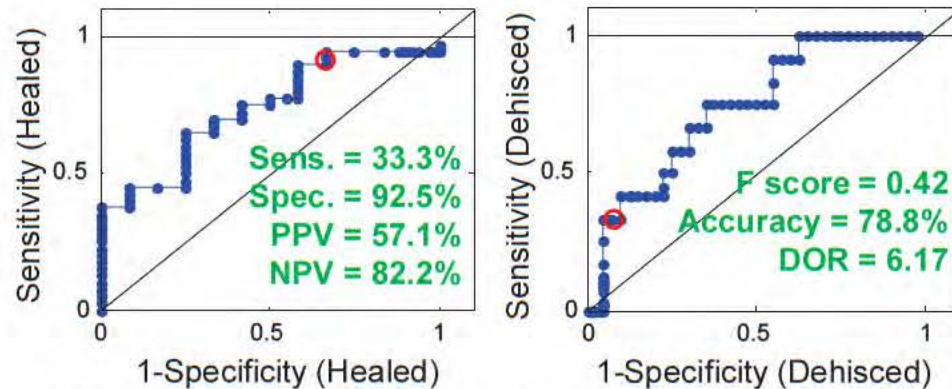 Sensitivity (Healed)
1
0.5
0
0
0.5
1
1-Specificity (Healed)
Sens. = 33.3%
Spec. = 92.5%
PPV = 57.1%
NPV = 82.2%
Sensitivity (Dehisced)
1
0.5
0
0
0.5
1
1-Specificity (Dehisced)
F score = 0.42
Accuracy = 78.8%
DOR = 6.17